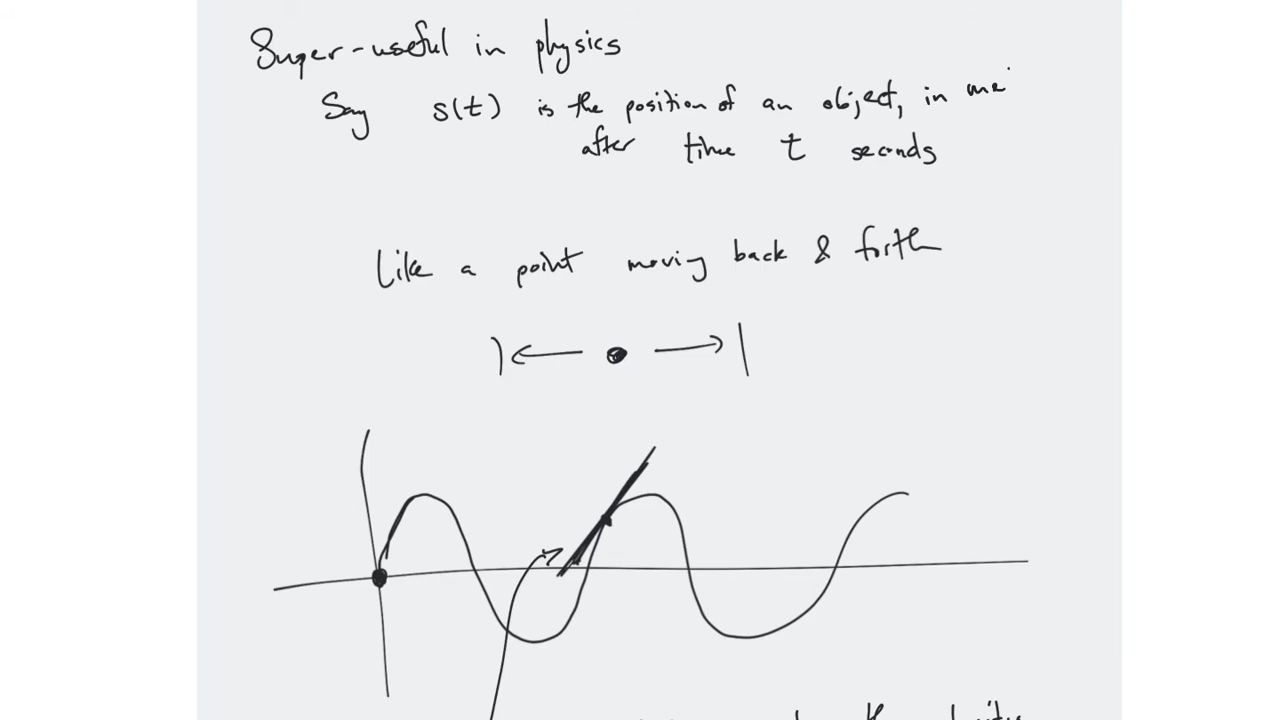 Super-useful in physics
Say s(t) is the position of an object, in
after time t seconds
Like a point moving back & forth
the